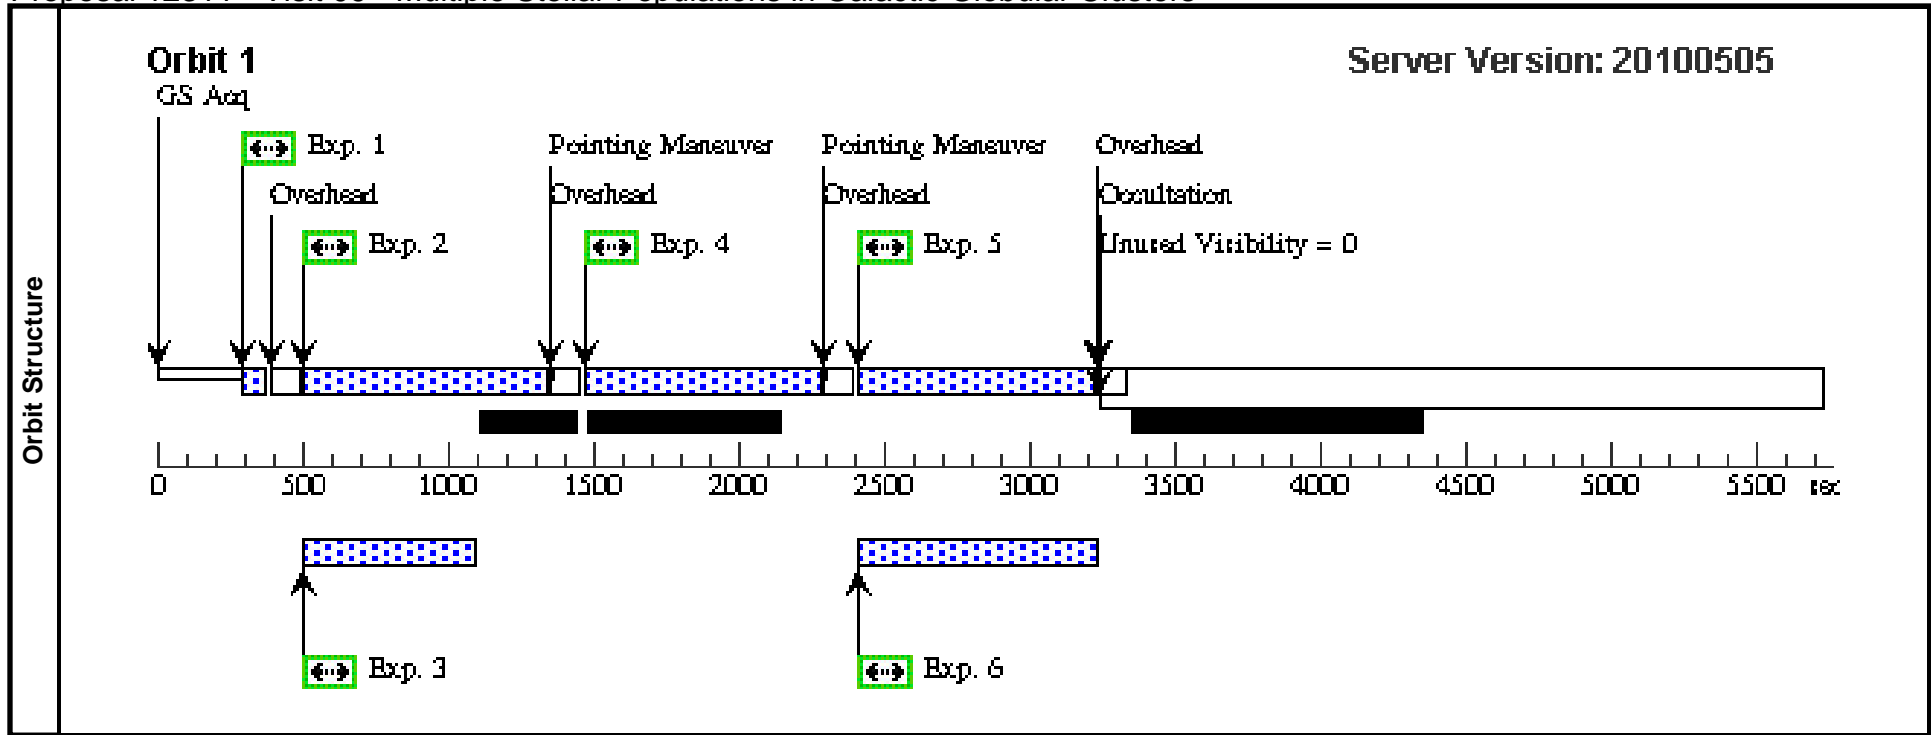 Orbit Structure
Orbit 1
Server Version: 20100505
GS Acq
Exp. 1
Pointing Maneuver
Pointing Maneuver
Overhead
Overhead
Overhead
Overhead
Occultation
Exp. 2
Exp. 4
Exp. 5
Unused Visibility = 0
0 500 1000 1500 2000 2500 3000 3500 4000 4500 5000 5500 sec
Exp. 3
Exp. 6